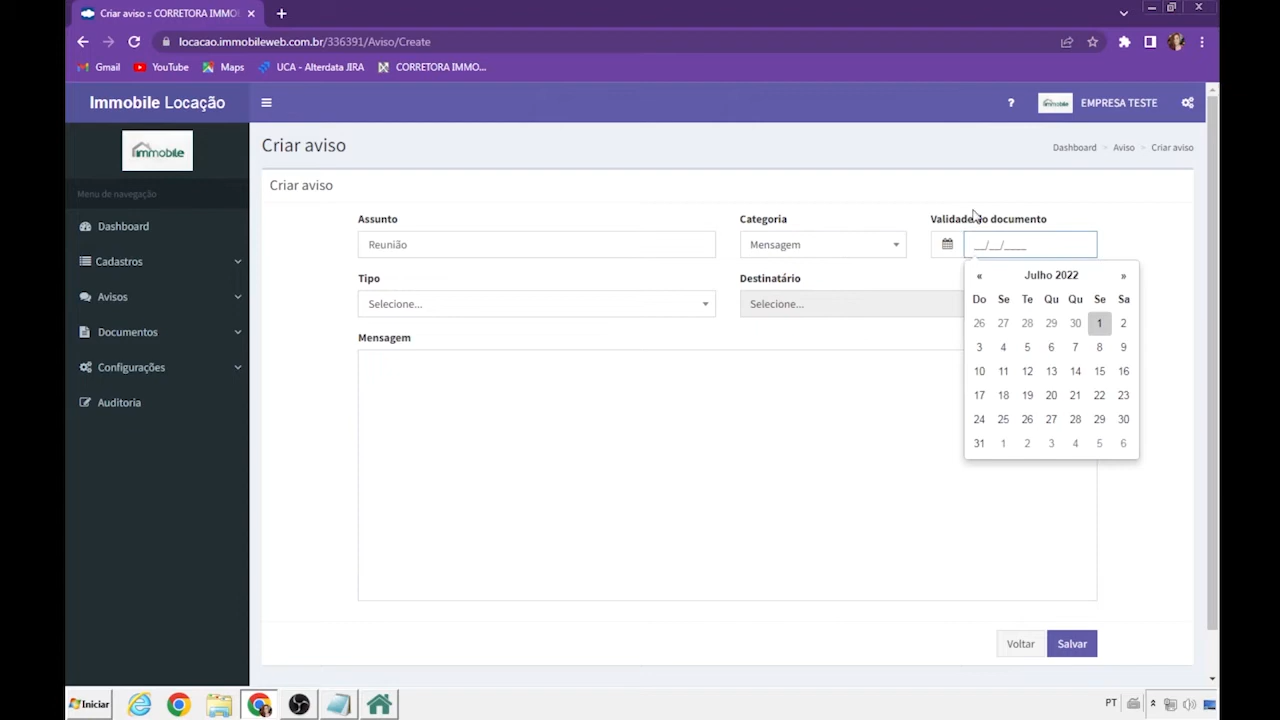 Criar aviso :: CORRETORA IMMO
locacao.immobileweb.com.br/336391/Aviso/Create
Gmail YouTube Maps UCA - Alterdata JIRA CORRETORA IMMO...
Immobile Locação
? immobile EMPRESA TESTE
immobile
Menu de navegação
Dashboard
Cadastros
Avisos
Documentos
Configurações
Auditoria
Criar aviso
Dashboard > Aviso > Criar aviso
Criar aviso
Assunto Categoria Validade do documento
Reunião Mensagem __/__/____
Tipo Destinatário
Selecione... Selecione...
Mensagem
« Julho 2022 »
Do Se Te Qu Qu Se Sa
26 27 28 29 30 1 2
3 4 5 6 7 8 9
10 11 12 13 14 15 16
17 18 19 20 21 22 23
24 25 26 27 28 29 30
31 1 2 3 4 5 6
Voltar Salvar
Iniciar PT